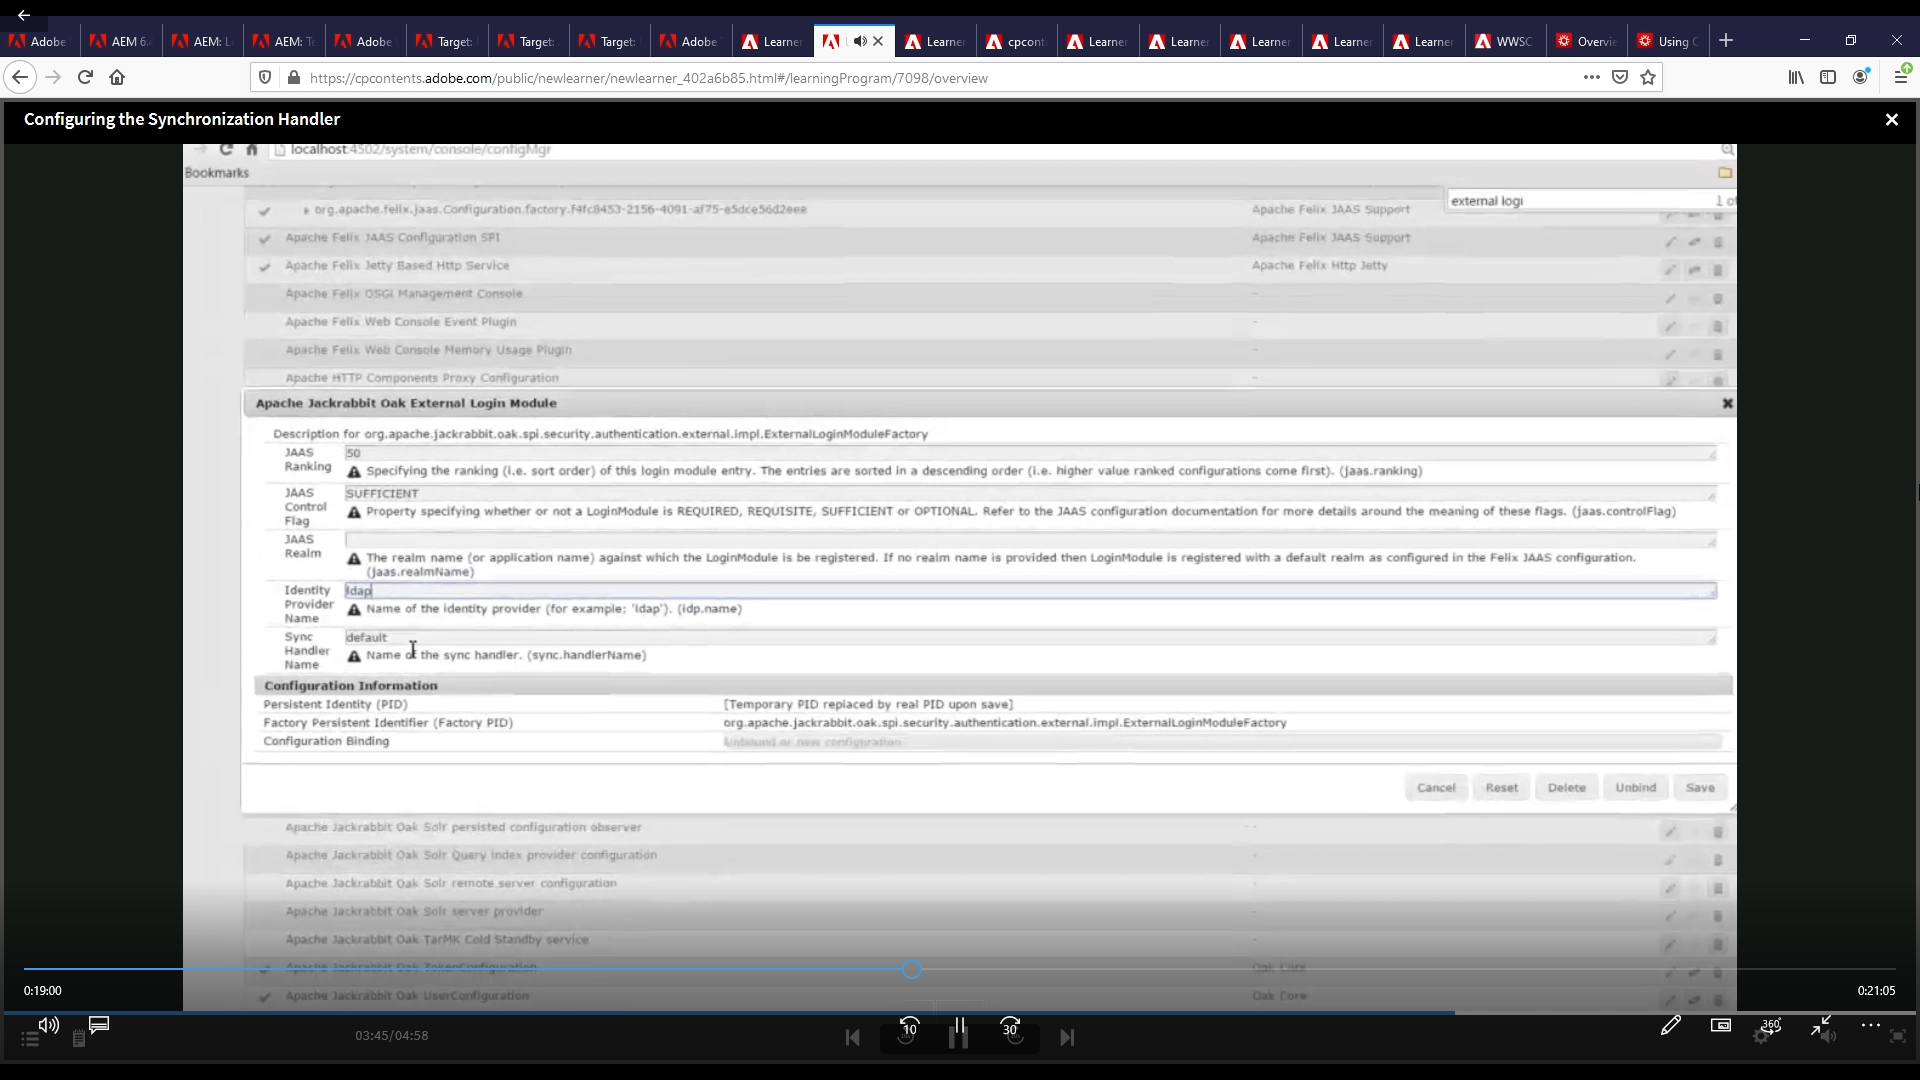 Adobe
AEM 6.
AEM: L
AEM: Te
Adobe
Target:
Target:
Target:
Adobe
Learner
Learner
cpcont
Learner
Learner
Learner
Learner
Learner
WWSC
Overvi
Using C
https://cpcontents.adobe.com/public/newlearner/newlearner_402a6b85.html#/learningProgram/7098/overview
Configuring the Synchronization Handler
localhost:4502/system/console/configMgr
Bookmarks
external logi
1 of
org.apache.felix.jaas.Configuration.factory.f4fc8453-2156-4091-af75-e5dce56d2eee Apache Felix JAAS Support
Apache Felix JAAS Configuration SPI Apache Felix JAAS Support
Apache Felix Jetty Based Http Service Apache Felix Http Jetty
Apache Felix OSGi Management Console -
Apache Felix Web Console Event Plugin -
Apache Felix Web Console Memory Usage Plugin -
Apache HTTP Components Proxy Configuration -
Apache Jackrabbit Oak External Login Module
Description for org.apache.jackrabbit.oak.spi.security.authentication.external.impl.ExternalLoginModuleFactory
JAAS Ranking
50
Specifying the ranking (i.e. sort order) of this login module entry. The entries are sorted in a descending order (i.e. higher value ranked configurations come first). (jaas.ranking)
JAAS Control Flag
SUFFICIENT
Property specifying whether or not a LoginModule is REQUIRED, REQUISITE, SUFFICIENT or OPTIONAL. Refer to the JAAS configuration documentation for more details around the meaning of these flags. (jaas.controlFlag)
JAAS Realm
The realm name (or application name) against which the LoginModule is be registered. If no realm name is provided then LoginModule is registered with a default realm as configured in the Felix JAAS configuration.
(jaas.realmName)
Identity Provider Name
ldap
Name of the identity provider (for example: 'ldap'). (idp.name)
Sync Handler Name
default
Name of the sync handler. (sync.handlerName)
Configuration Information
Persistent Identity (PID) [Temporary PID replaced by real PID upon save]
Factory Persistent Identifier (Factory PID) org.apache.jackrabbit.oak.spi.security.authentication.external.impl.ExternalLoginModuleFactory
Configuration Binding Unbound or new configuration
Cancel Reset Delete Unbind Save
Apache Jackrabbit Oak Solr persisted configuration observer -
Apache Jackrabbit Oak Solr Query index provider configuration -
Apache Jackrabbit Oak Solr remote server configuration -
Apache Jackrabbit Oak Solr server provider -
Apache Jackrabbit Oak TarMK Cold Standby service -
Apache Jackrabbit Oak TokenConfiguration Oak Core
0:19:00 0:21:05
Apache Jackrabbit Oak UserConfiguration Oak Core
03:45/04:58
10
30
360